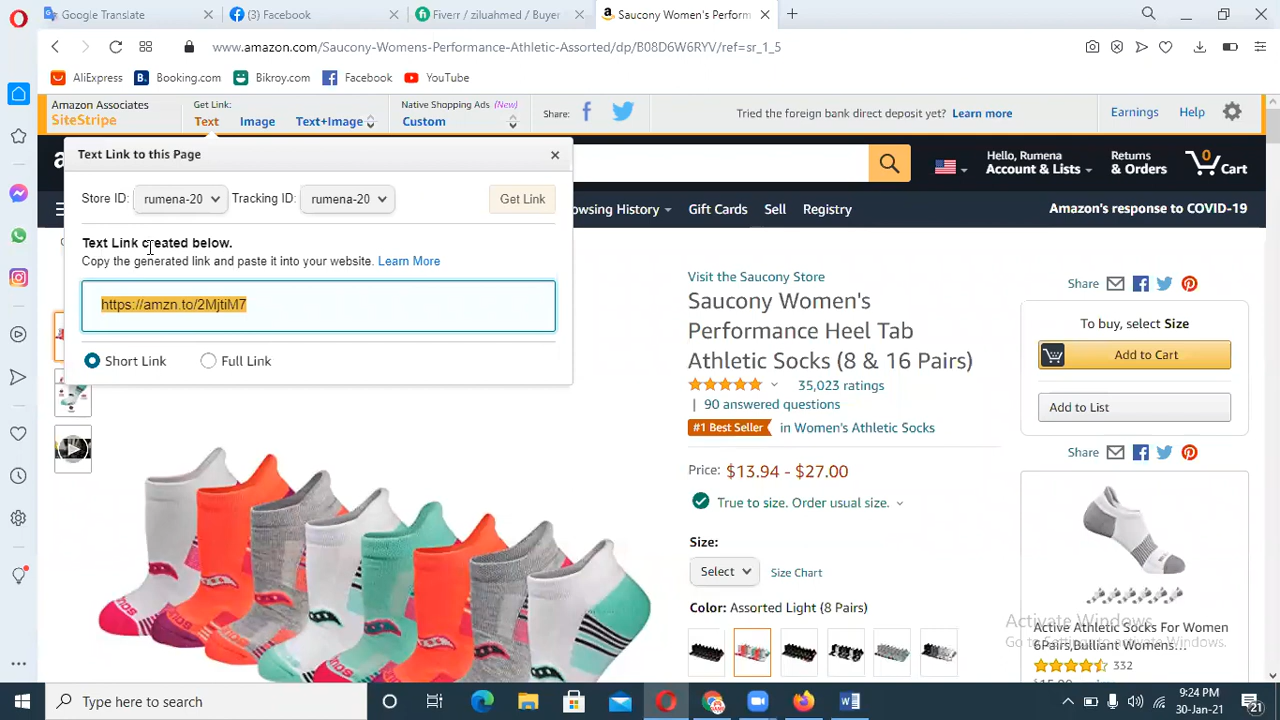 Google Translate
(3) Facebook
Fiverr / ziluahmed / Buyer
Saucony Women's Perform
www.amazon.com/Saucony-Womens-Performance-Athletic-Assorted/dp/B08D6W6RYV/ref=sr_1_5
AliExpress
Booking.com
Bikroy.com
Facebook
YouTube
Amazon Associates
SiteStripe
Get Link:
Text
Image
Text+Image
Native Shopping Ads (New)
Custom
Share:
Tried the foreign bank direct deposit yet? Learn more
Earnings
Help
Text Link to this Page
Hello, Rumena
Account & Lists
Returns
& Orders
0
Cart
Store ID: rumena-20 Tracking ID: rumena-20 Get Link
owsing History
Gift Cards
Sell
Registry
Amazon's response to COVID-19
Text Link created below.
Copy the generated link and paste it into your website. Learn More
https://amzn.to/2MjtiM7
Short Link
Full Link
Visit the Saucony Store
Saucony Women's
Performance Heel Tab
Athletic Socks (8 & 16 Pairs)
35,023 ratings
| 90 answered questions
#1 Best Seller in Women's Athletic Socks
Price: $13.94 - $27.00
True to size. Order usual size.
Size:
Select
Size Chart
Color: Assorted Light (8 Pairs)
Share
To buy, select Size
Add to Cart
Add to List
Share
Active Athletic Socks For Women
6Pairs,Bulliant Womens...
332
Activate Windows
Go to Settings to activate Windows.
Type here to search
9:24 PM
30-Jan-21
21